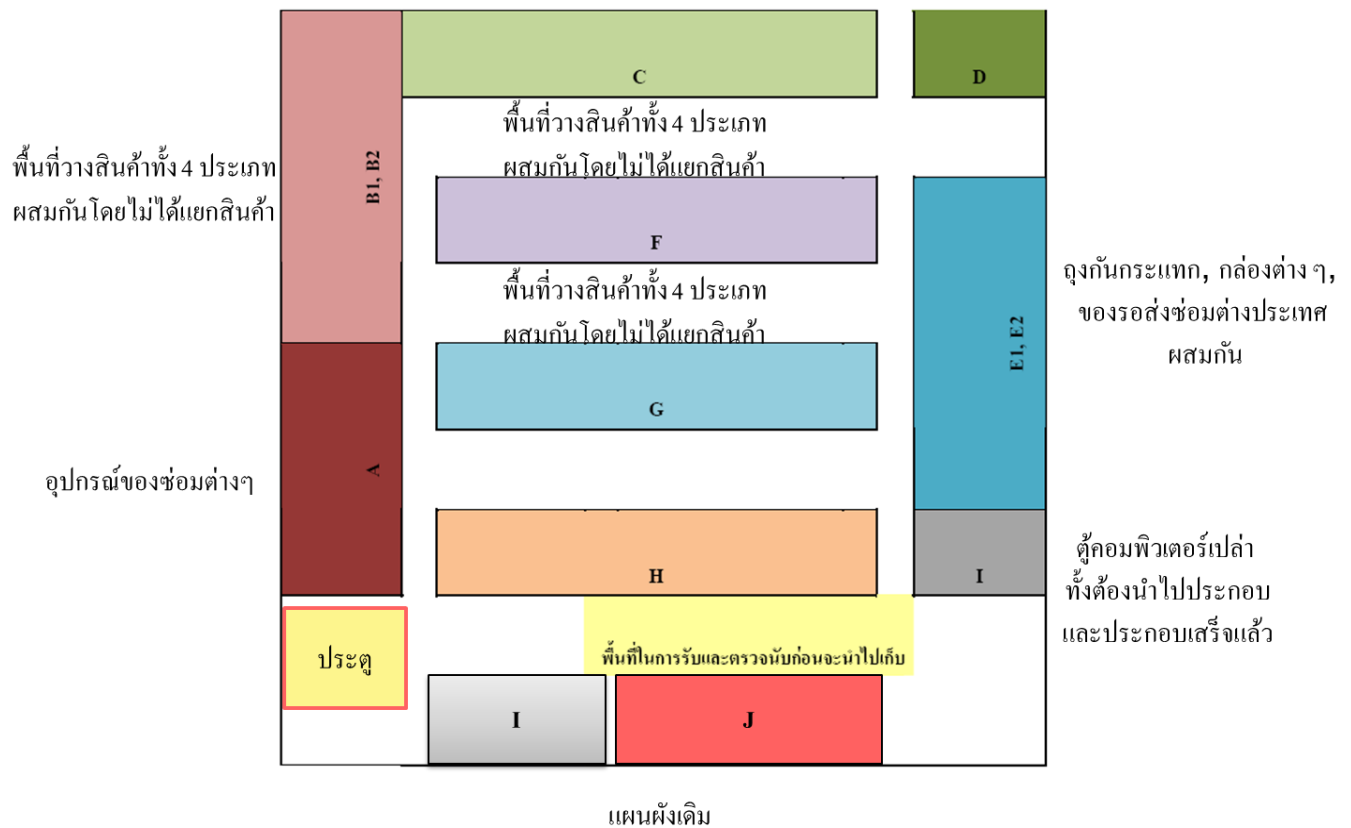 C
D
พื้นที่วางสินค้าทั้ง 4 ประเภท
ผสมกันโดยไม่ได้แยกสินค้า
B1, B2
พื้นที่วางสินค้าทั้ง 4 ประเภท
ผสมกันโดยไม่ได้แยกสินค้า
F
พื้นที่วางสินค้าทั้ง 4 ประเภท
ผสมกันโดยไม่ได้แยกสินค้า
E1, E2
ถุงกันกระแทก, กล่องต่าง ๆ,
ของรอส่งซ่อมต่างประเทศ
ผสมกัน
G
อุปกรณ์ของซ่อมต่างๆ
A
H
I
ตู้คอมพิวเตอร์เปล่า
ทั้งต้องนำไปประกอบ
และประกอบเสร็จแล้ว
ประตู
พื้นที่ในการรับและตรวจนับก่อนจะนำไปเก็บ
I
J
แผนผังเดิม